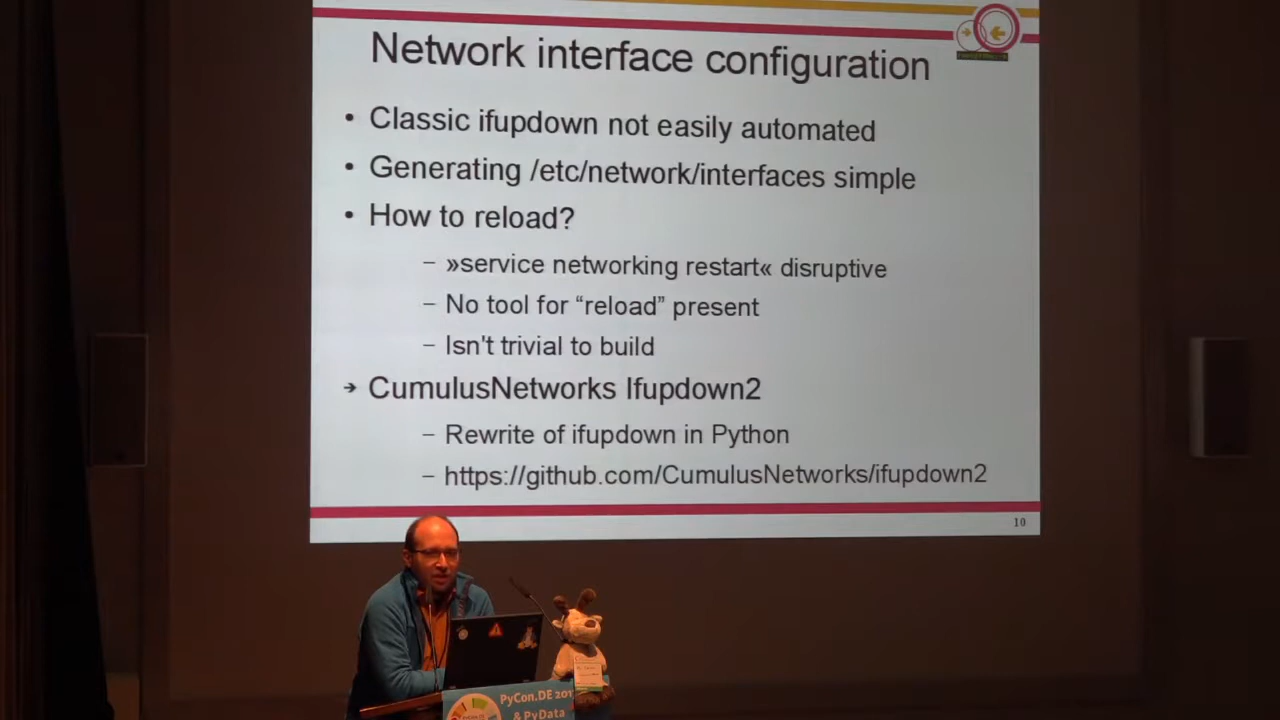 Network interface configuration
• Classic ifupdown not easily automated
• Generating /etc/network/interfaces simple
• How to reload?
– »service networking restart« disruptive
– No tool for “reload” present
– Isn't trivial to build
➔ CumulusNetworks Ifupdown2
– Rewrite of ifupdown in Python
– https://github.com/CumulusNetworks/ifupdown2
10
PyCon.DE 201
& PyData